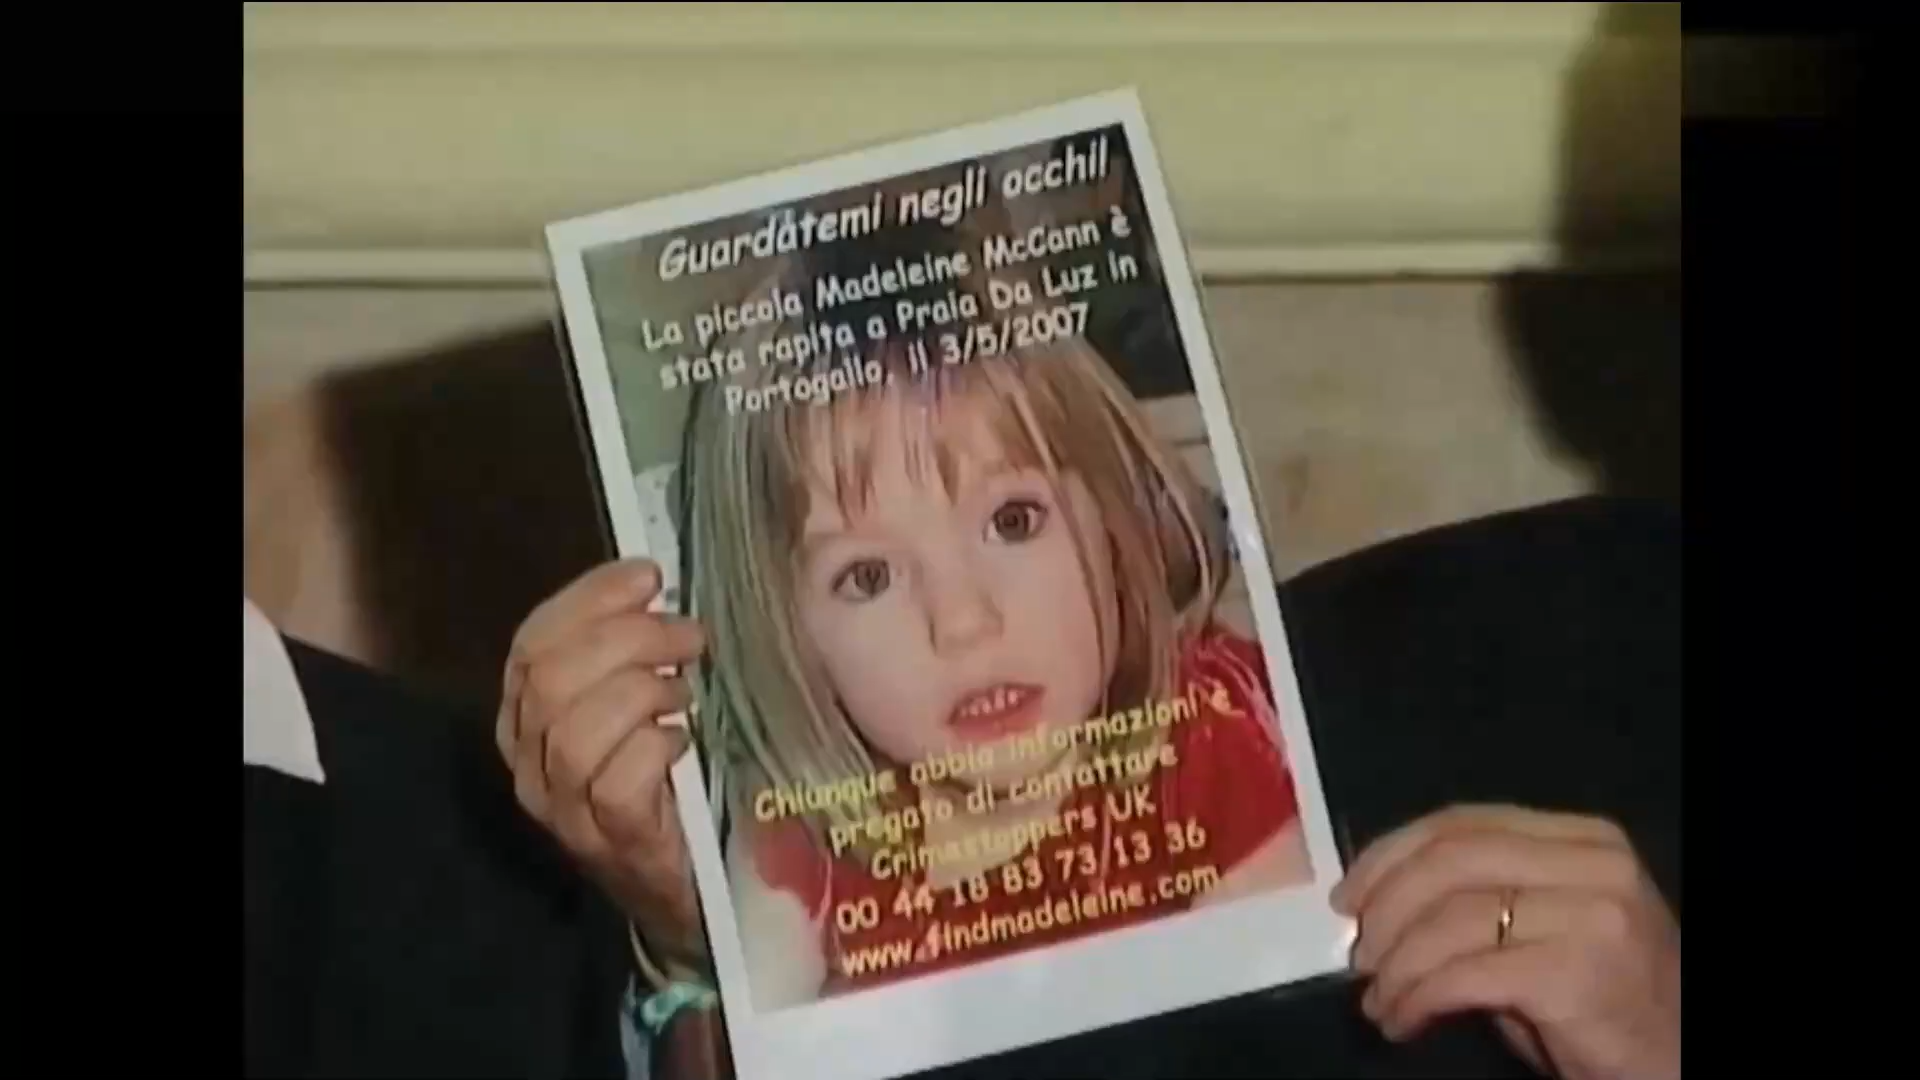 Guardàtemi negli occhi!
La piccola Madeleine McCann è
stata rapita a Praia Da Luz in
Portogallo, il 3/5/2007
Chiunque abbia informazioni è
pregato di contattare
Crimestoppers UK
00 44 18 83 73 13 36
www.findmadeleine.com